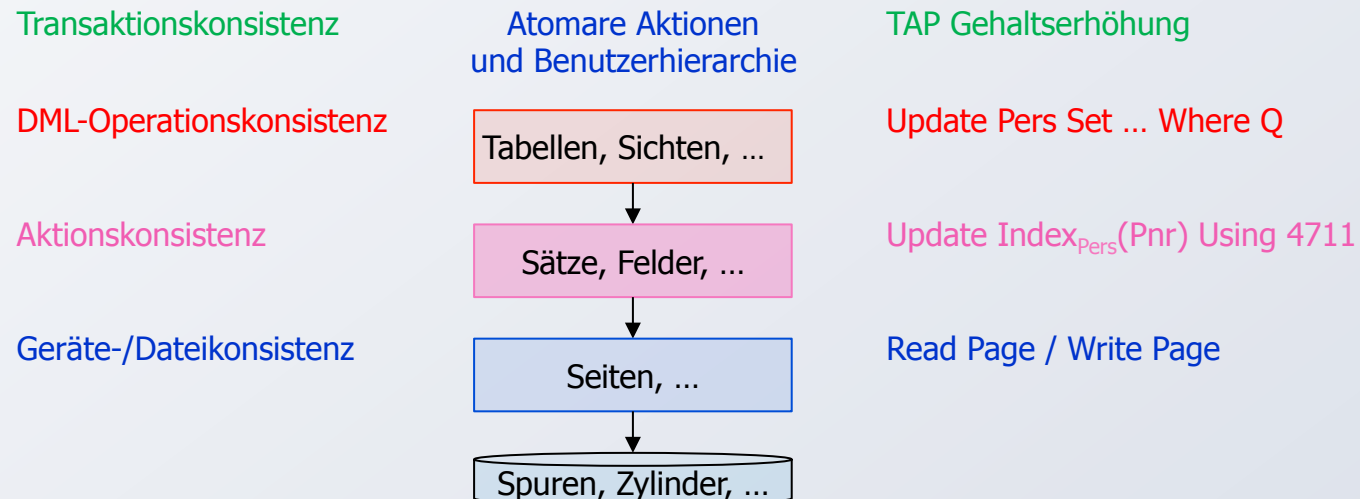 Transaktionskonsistenz
Atomare Aktionen
und Benutzerhierarchie
TAP Gehaltserhöhung
DML-Operationskonsistenz
Tabellen, Sichten, …
Update Pers Set … Where Q
Aktionskonsistenz
Sätze, Felder, …
Update IndexPers(Pnr) Using 4711
Geräte-/Dateikonsistenz
Seiten, …
Read Page / Write Page
Spuren, Zylinder, …